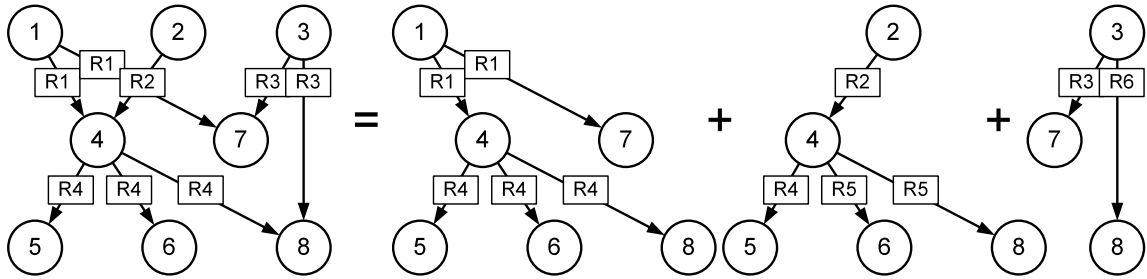 1 2 3 1 2 3
R1 R1 R2 R3 R3 R1 R1 R2 R3 R6
4 7 = 4 7 + 4 + 7
R4 R4 R4 R4 R4 R4 R4 R5 R5
5 6 8 5 6 8 5 6 8 8